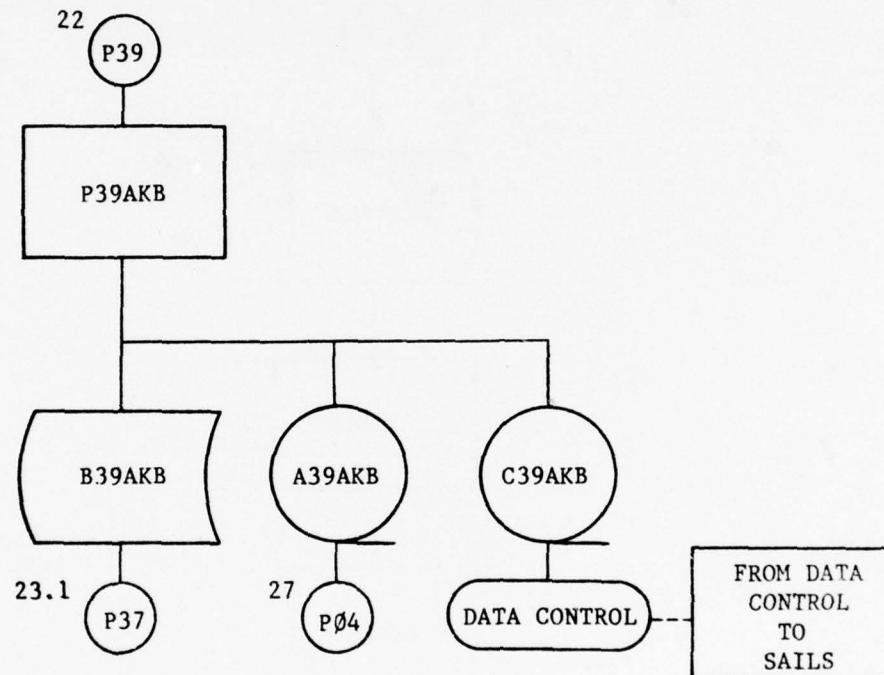 22
P39
P39AKB
B39AKB
A39AKB
C39AKB
23.1
P37
27
PØ4
DATA CONTROL
FROM DATA
CONTROL
TO
SAILS